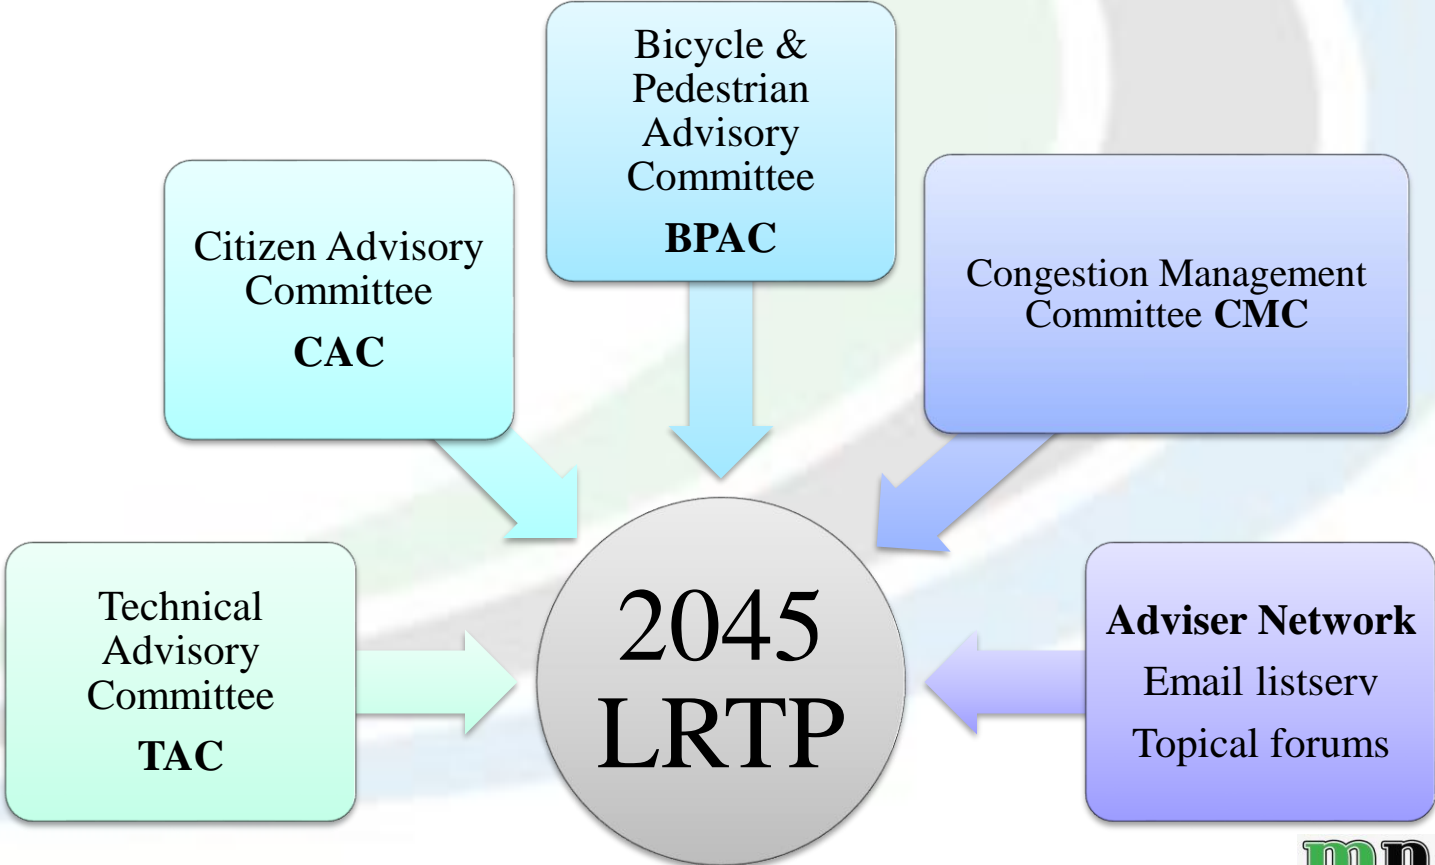 Bicycle &
Pedestrian
Advisory
Committee
BPAC
Citizen Advisory
Committee
CAC
Congestion Management
Committee CMC
Technical
Advisory
Committee
TAC
2045
LRTP
Adviser Network
Email listserv
Topical forums